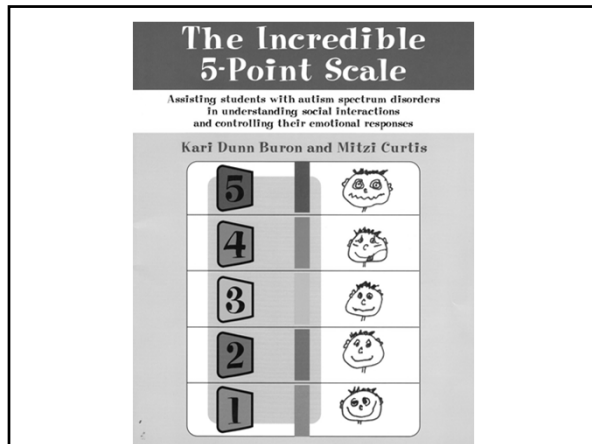 The Incredible
5-Point Scale
Assisting students with autism spectrum disorders
in understanding social interactions
and controlling their emotional responses
Kari Dunn Buron and Mitzi Curtis
5
4
3
2
1